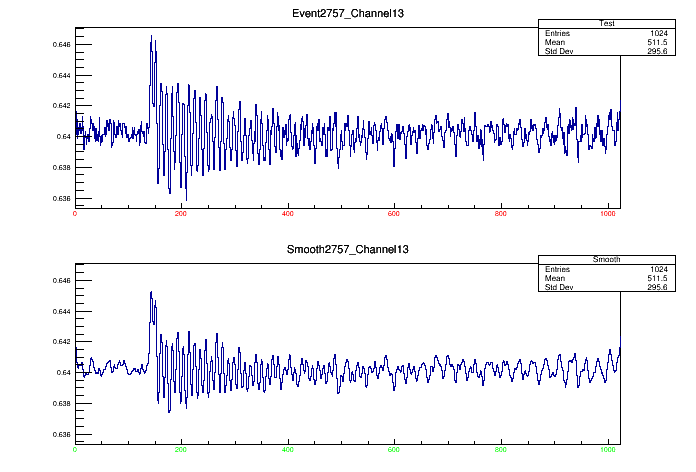 Event2757_Channel13
Test
Entries 1024
Mean 511.5
Std Dev 295.6
0.646
0.644
0.642
0.64
0.638
0.636
0 200 400 600 800 1000
Smooth2757_Channel13
Smooth
Entries 1024
Mean 511.5
Std Dev 295.6
0.646
0.644
0.642
0.64
0.638
0.636
0 200 400 600 800 1000